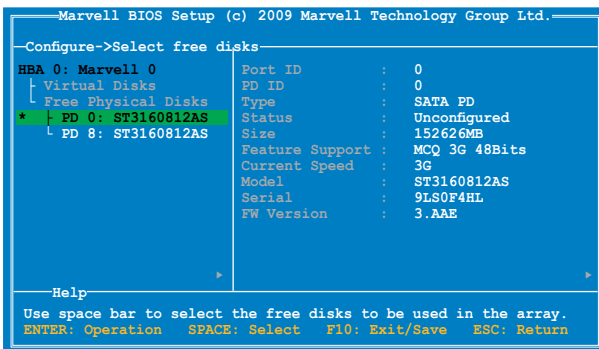 Marvell BIOS Setup (c) 2009 Marvell Technology Group Ltd.
Configure->Select free disks
HBA 0: Marvell 0
Virtual Disks
Free Physical Disks
* PD 0: ST3160812AS
PD 8: ST3160812AS
Port ID : 0
PD ID : 0
Type : SATA PD
Status : Unconfigured
Size : 152626MB
Feature Support : MCQ 3G 48Bits
Current Speed : 3G
Model : ST3160812AS
Serial : 9LS0F4HL
FW Version : 3.AAE
Help
Use space bar to select the free disks to be used in the array.
ENTER: Operation SPACE: Select F10: Exit/Save ESC: Return